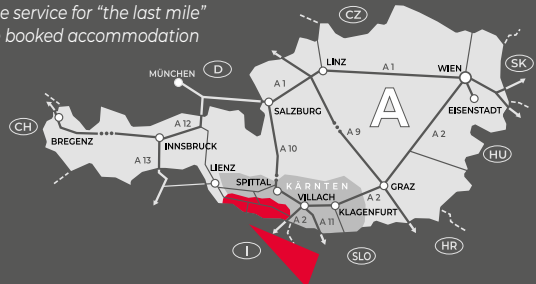 e service for “the last mile”
booked accommodation
CZ
LINZ
A 1
WIEN
SK
MÜNCHEN
D
A 1
SALZBURG
EISENSTADT
A
A 12
CH
BREGENZ
INNSBRUCK
A 9
A 2
A 13
A 10
HU
LIENZ
SPITTAL
KÄRNTEN
VILLACH
GRAZ
A 2
KLAGENFURT
A 2
A 11
I
SLO
HR